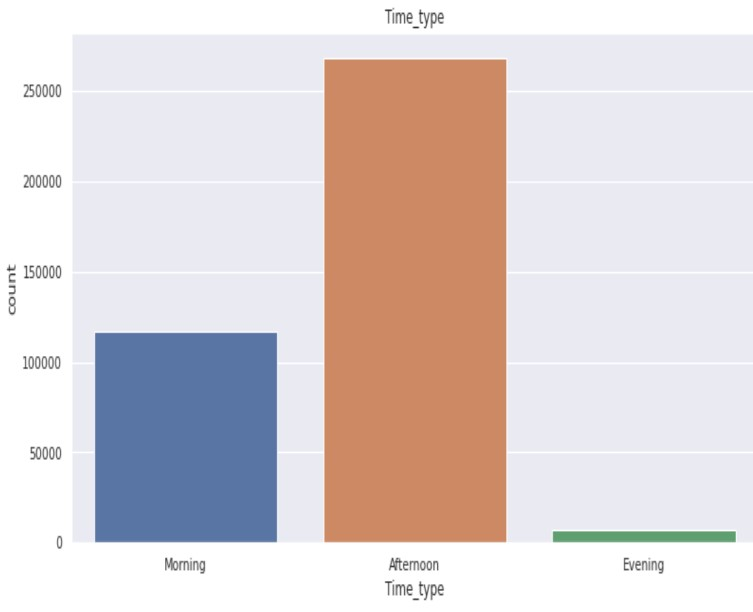 Time_type
250000
200000
150000
100000
50000
0
count
Morning
Afternoon
Evening
Time_type